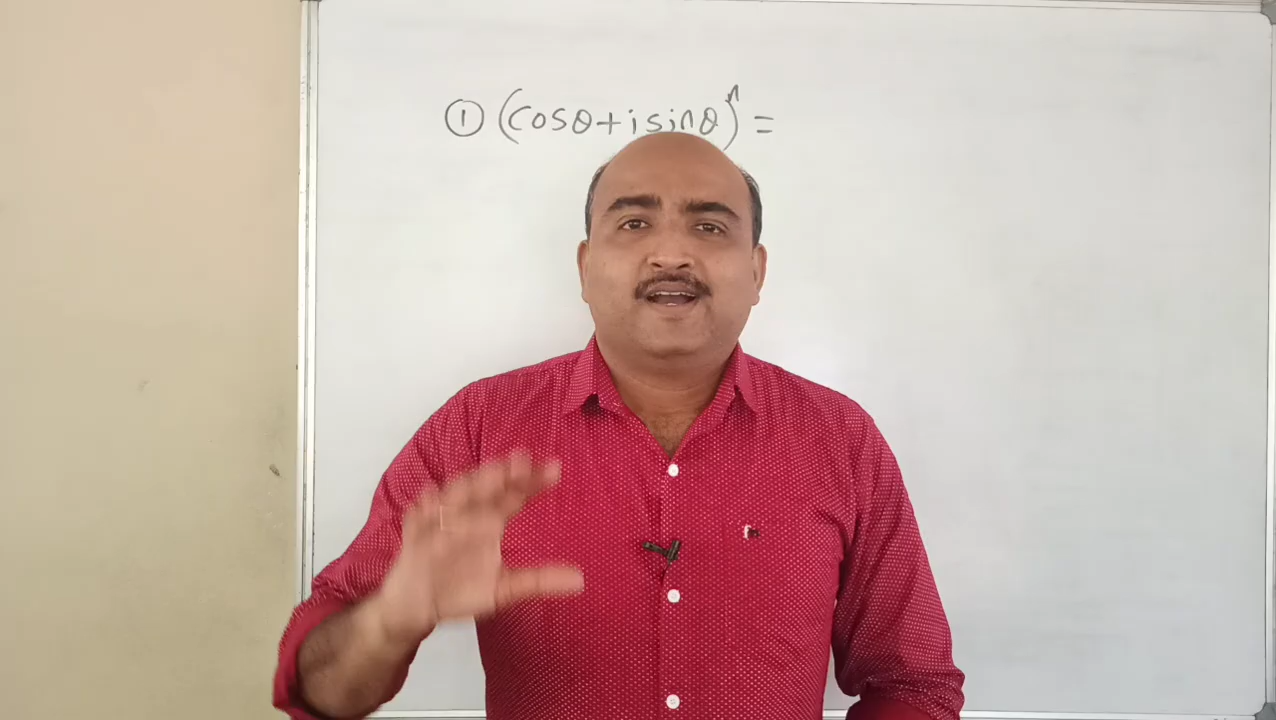 ① (cosθ+isinθ)ⁿ =